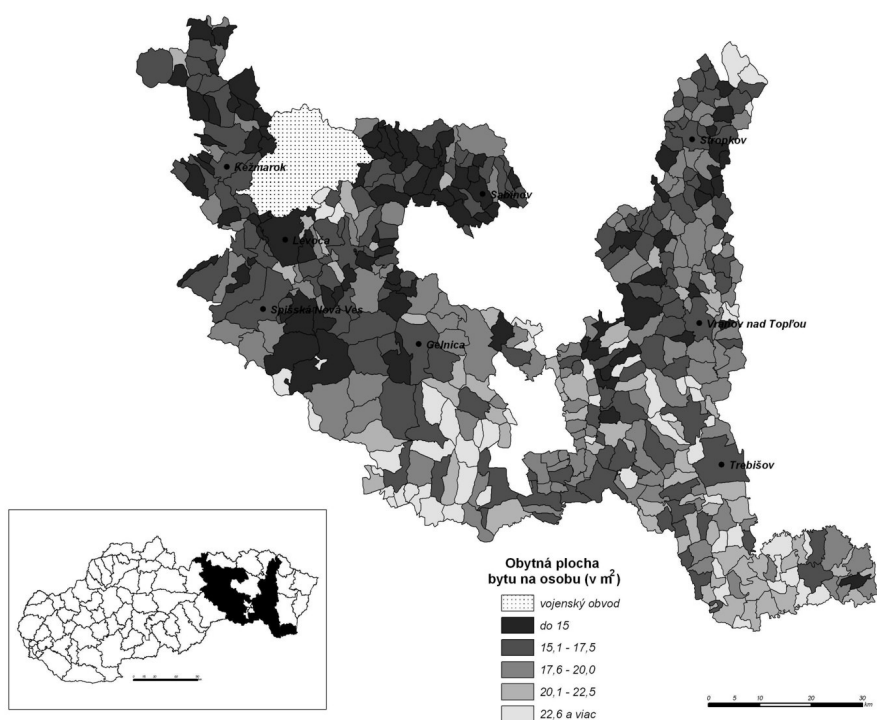 Stropkov
Kežmarok
Sabinov
Levoča
Spišská Nová Ves
Vranov nad Topľou
Gelnica
Trebišov
Obytná plocha
bytu na osobu (v m²)
vojenský obvod
do 15
15,1 - 17,5
17,6 - 20,0
20,1 - 22,5
22,6 a viac
0 5 10 20 30
km